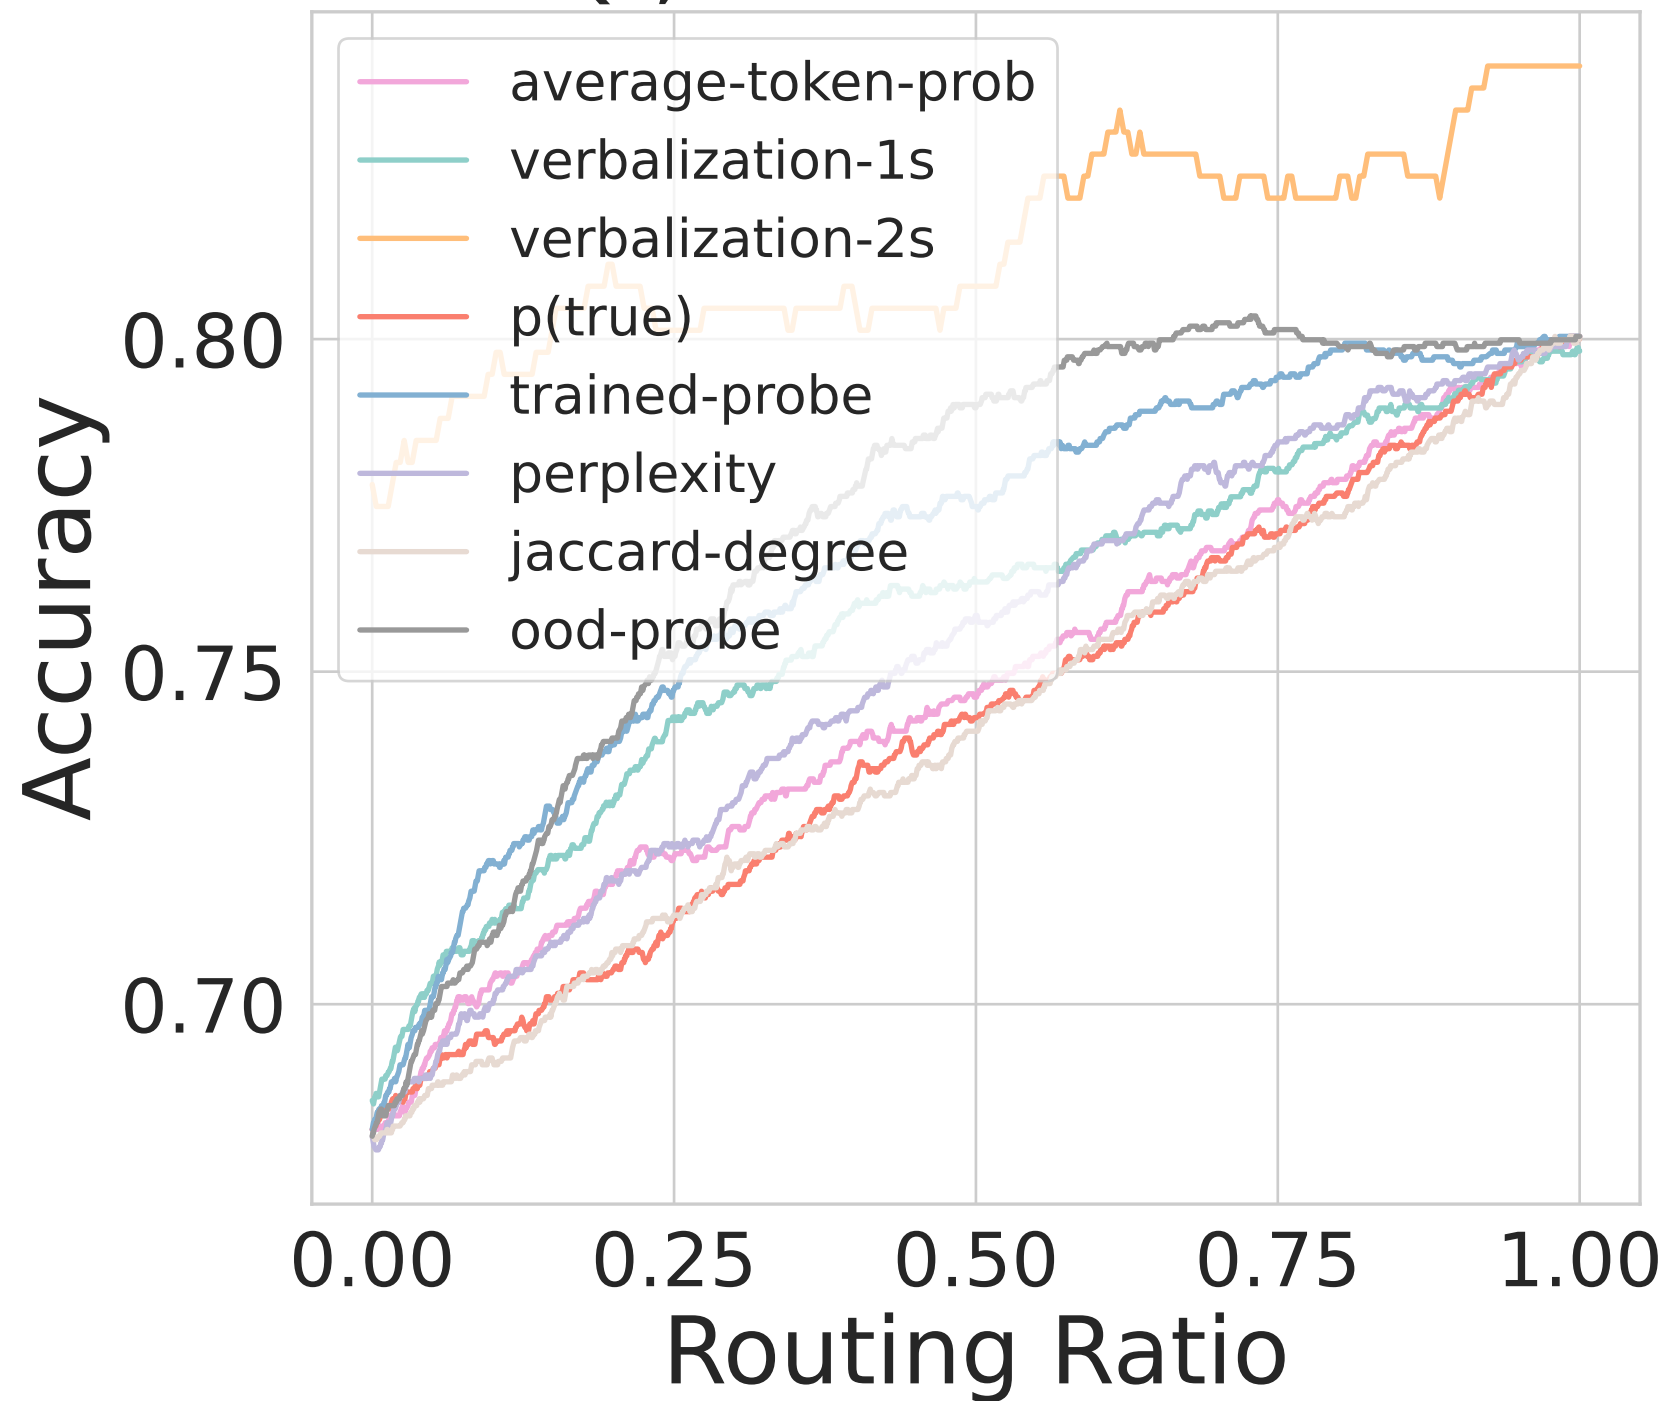 average-token-prob
verbalization-1s
verbalization-2s
p(true)
trained-probe
perplexity
jaccard-degree
ood-probe
0.80
0.75
0.70
Accuracy
0.00 0.25 0.50 0.75 1.00
Routing Ratio